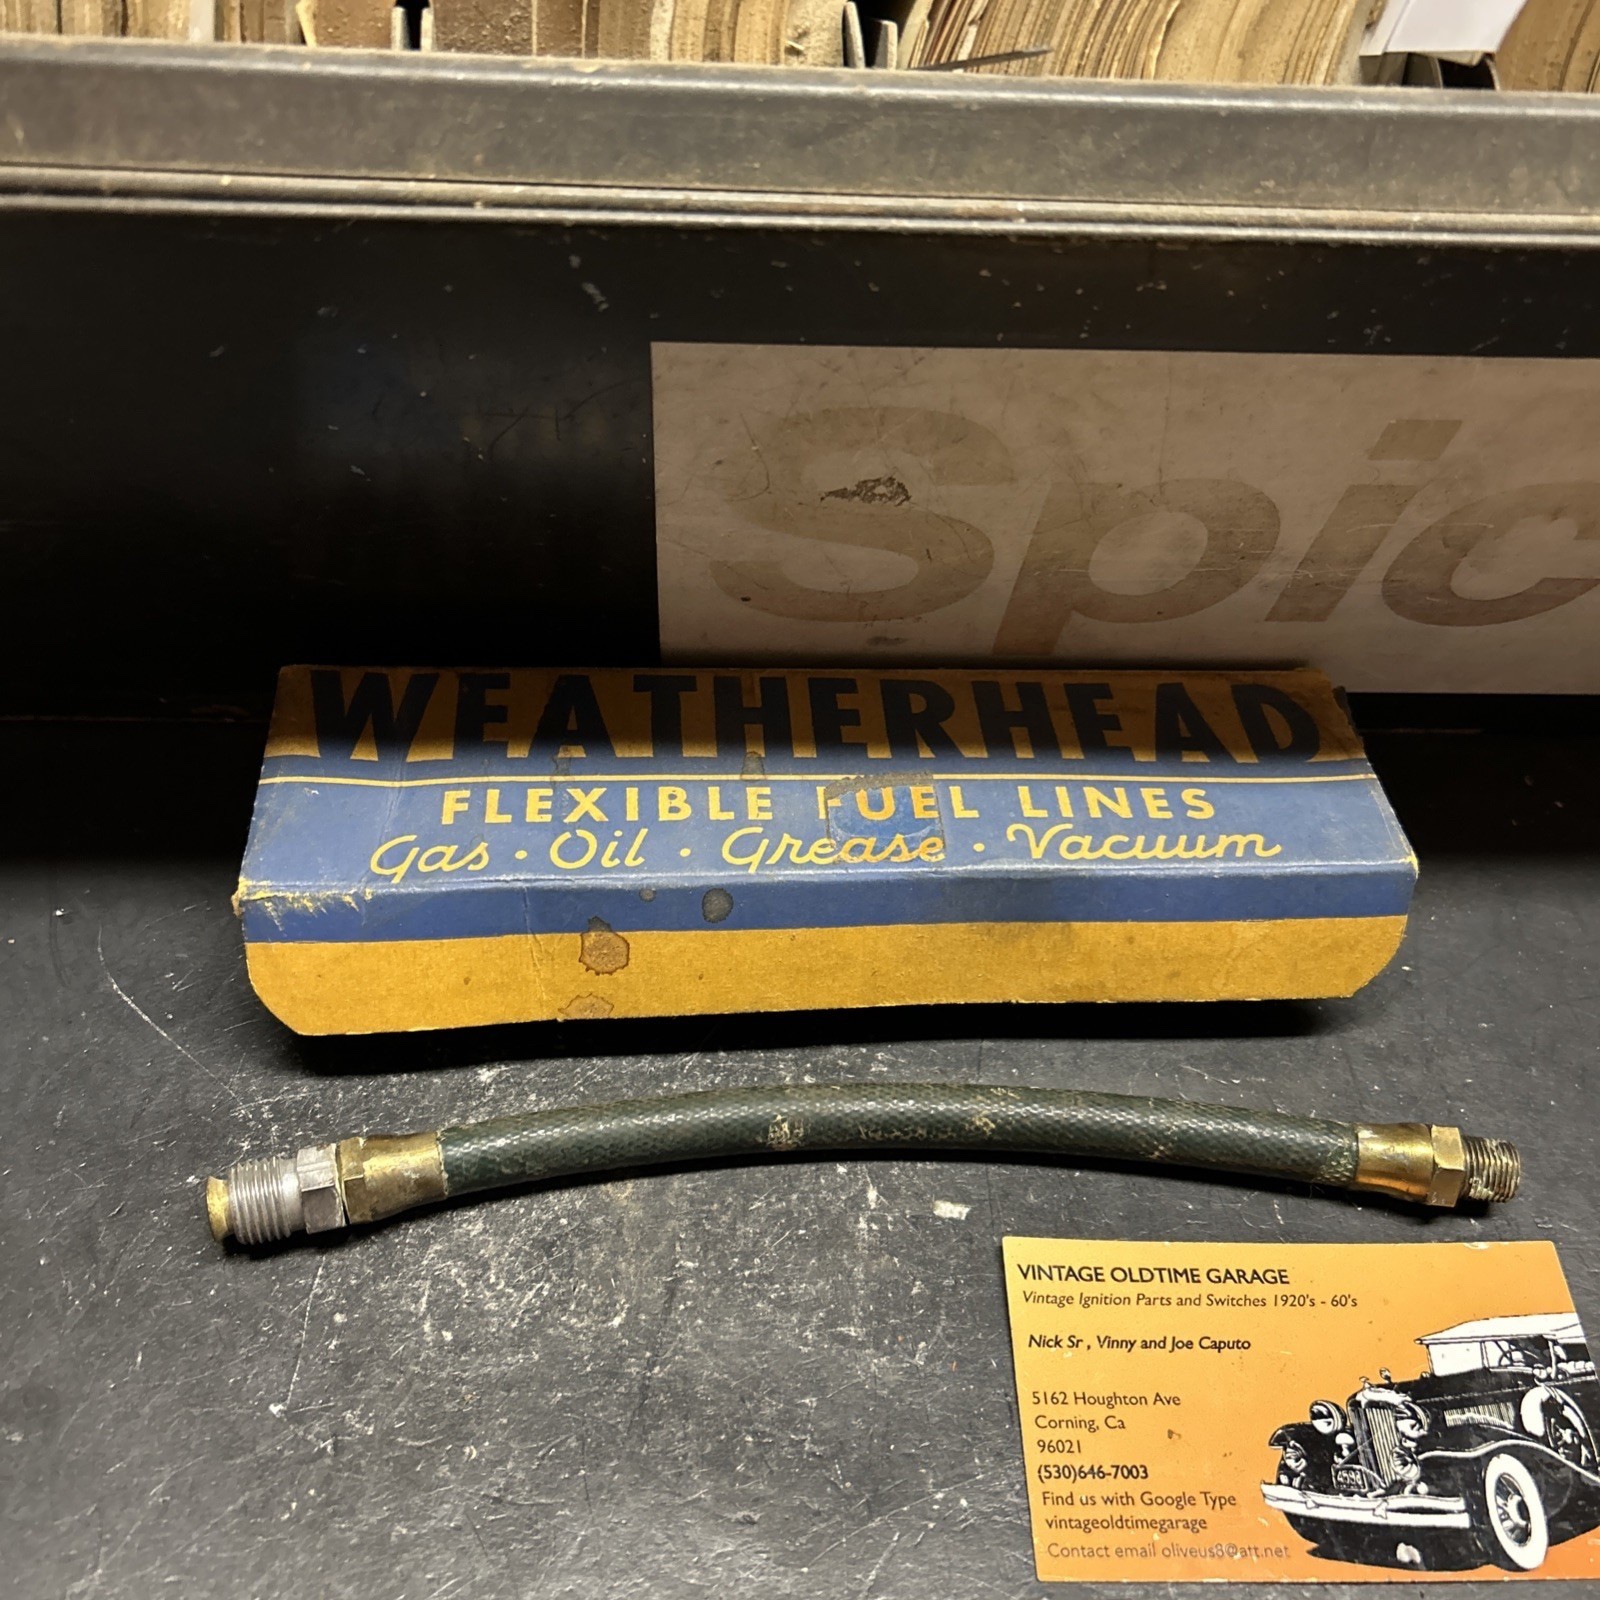 Spic
WEATHERHEAD
FLEXIBLE FUEL LINES
Gas · Oil · Grease · Vacuum
VINTAGE OLDTIME GARAGE
Vintage Ignition Parts and Switches 1920's - 60's
Nick Sr , Vinny and Joe Caputo
5162 Houghton Ave
Corning, Ca
96021
(530)646-7003
Find us with Google Type
vintageoldtimegarage
Contact email oliveus8@att.net